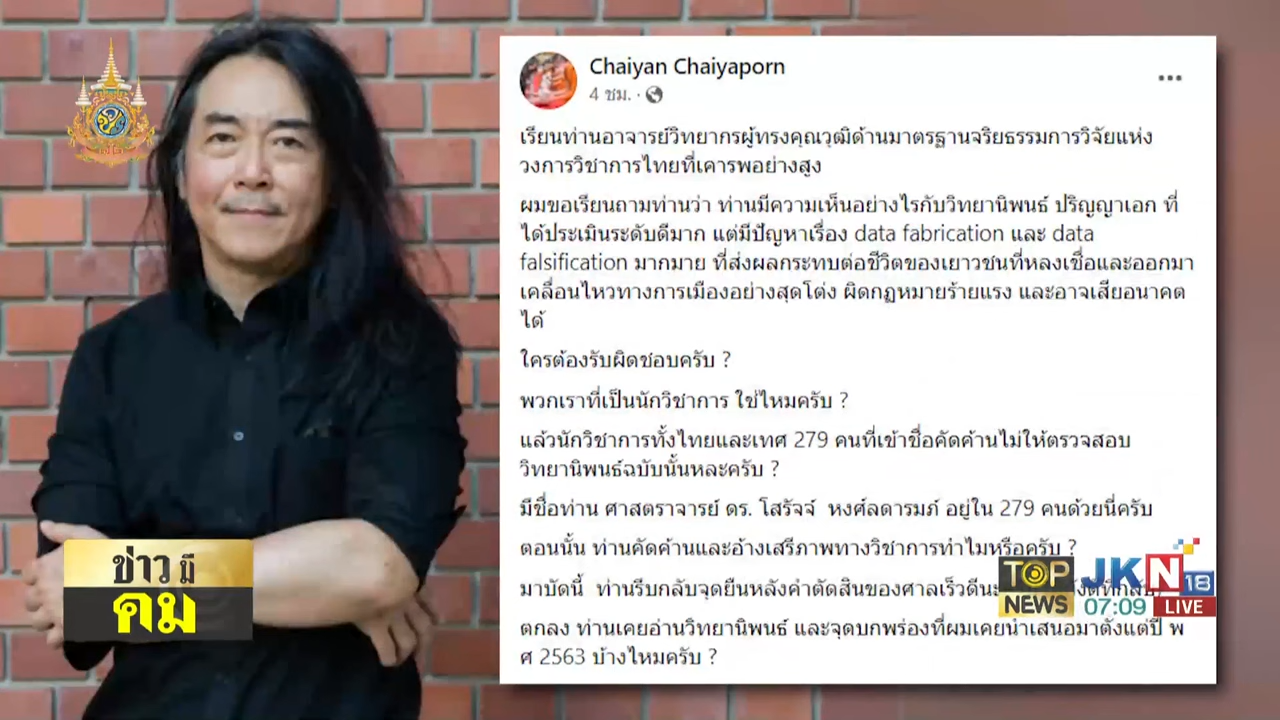 Chaiyan Chaiyaporn
4 ชม.
เรียนท่านอาจารย์วิทยากรผู้ทรงคุณวุฒิด้านมาตรฐานจริยธรรมการวิจัยแห่ง
วงการวิชาการไทยที่เคารพอย่างสูง
ผมขอเรียนถามท่านว่า ท่านมีความเห็นอย่างไรกับวิทยานิพนธ์ ปริญญาเอก ที่
ได้ประเมินระดับดีมาก แต่มีปัญหาเรื่อง data fabrication และ data
falsification มากมาย ที่ส่งผลกระทบต่อชีวิตของเยาวชนที่หลงเชื่อและออกมา
เคลื่อนไหวทางการเมืองอย่างสุดโต่ง ผิดกฏหมายร้ายแรง และอาจเสียอนาคต
ได้
ใครต้องรับผิดชอบครับ ?
พวกเราที่เป็นนักวิชาการ ใช่ไหมครับ ?
แล้วนักวิชาการทั้งไทยและเทศ 279 คนที่เข้าชื่อคัดค้านไม่ให้ตรวจสอบ
วิทยานิพนธ์ฉบับนั้นหละครับ ?
มีชื่อท่าน ศาสตราจารย์ ดร. โสรัจจ์ หงศ์ลดารมภ์ อยู่ใน 279 คนด้วยนี่ครับ
ตอนนั้น ท่านคัดค้านและอ้างเสรีภาพทางวิชาการทำไมหรือครับ ?
มาบัดนี้ ท่านรีบกลับจุดยืนหลังคำตัดสินของศาลเร็วดีนะ
ตกลง ท่านเคยอ่านวิทยานิพนธ์ และจุดบกพร่องที่ผมเคยนำเสนอมาตั้งแต่ปี พ
ศ 2563 บ้างไหมครับ ?
ข่าวมี
คม
TOP NEWS
JKN 18
07:09 LIVE